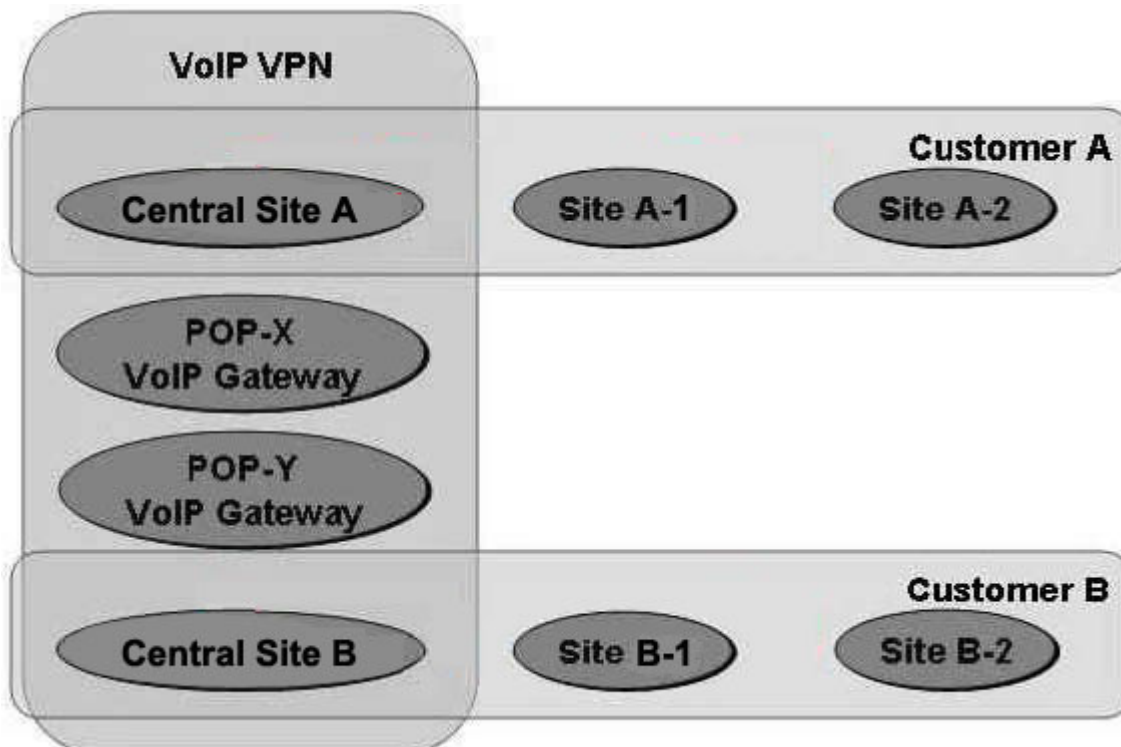 VoIP VPN
Customer A
Central Site A
Site A-1
Site A-2
POP-X
VoIP Gateway
POP-Y
VoIP Gateway
Customer B
Central Site B
Site B-1
Site B-2